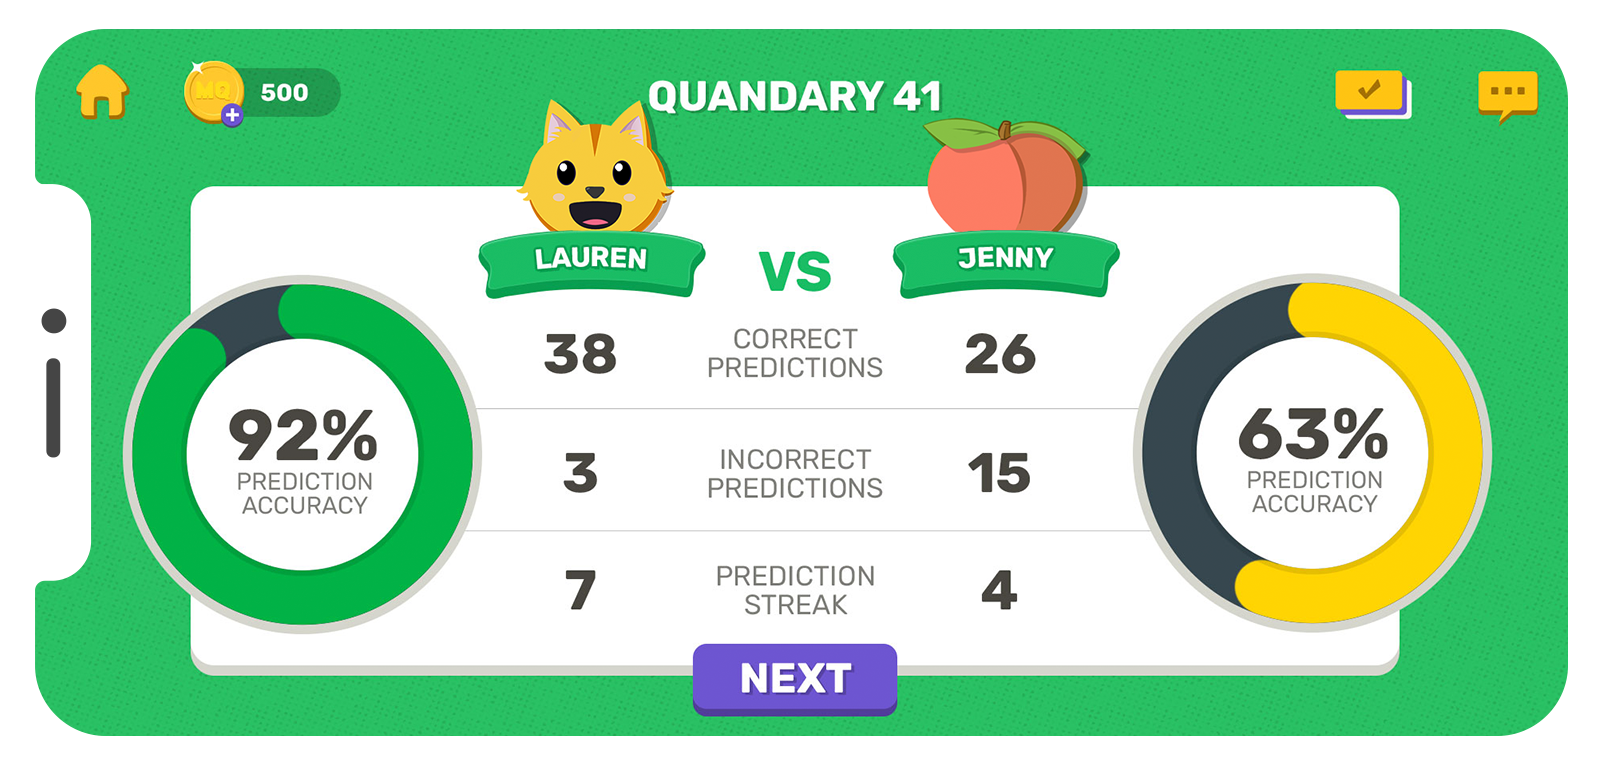 MQ
500
QUANDARY 41
LAUREN
VS
JENNY
38
CORRECT
PREDICTIONS
26
92%
PREDICTION
ACCURACY
3
INCORRECT
PREDICTIONS
15
63%
PREDICTION
ACCURACY
7
PREDICTION
STREAK
4
NEXT